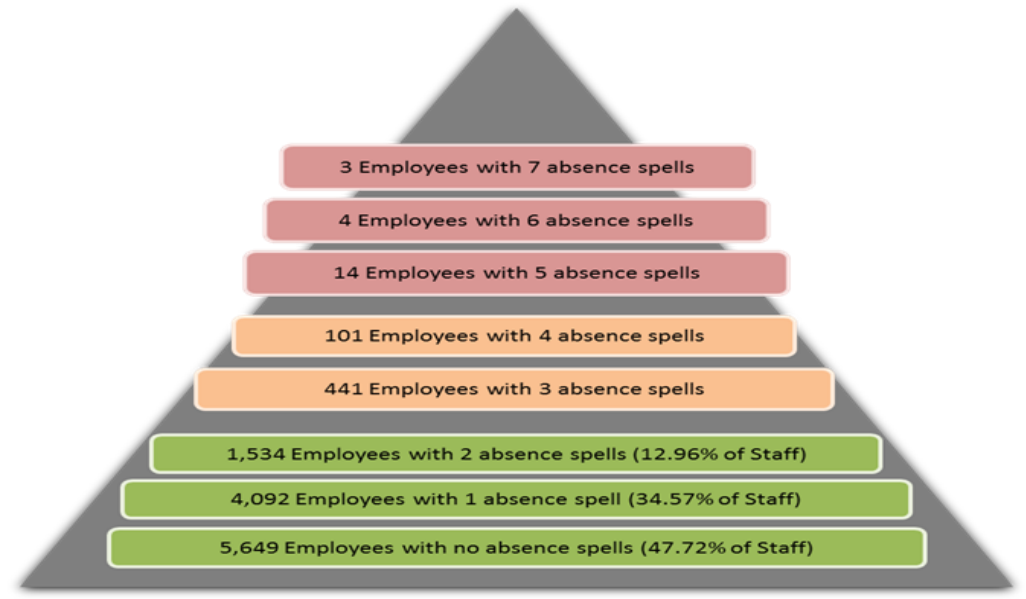 3 Employees with 7 absence spells
4 Employees with 6 absence spells
14 Employees with 5 absence spells
101 Employees with 4 absence spells
441 Employees with 3 absence spells
1,534 Employees with 2 absence spells (12.96% of Staff)
4,092 Employees with 1 absence spell (34.57% of Staff)
5,649 Employees with no absence spells (47.72% of Staff)